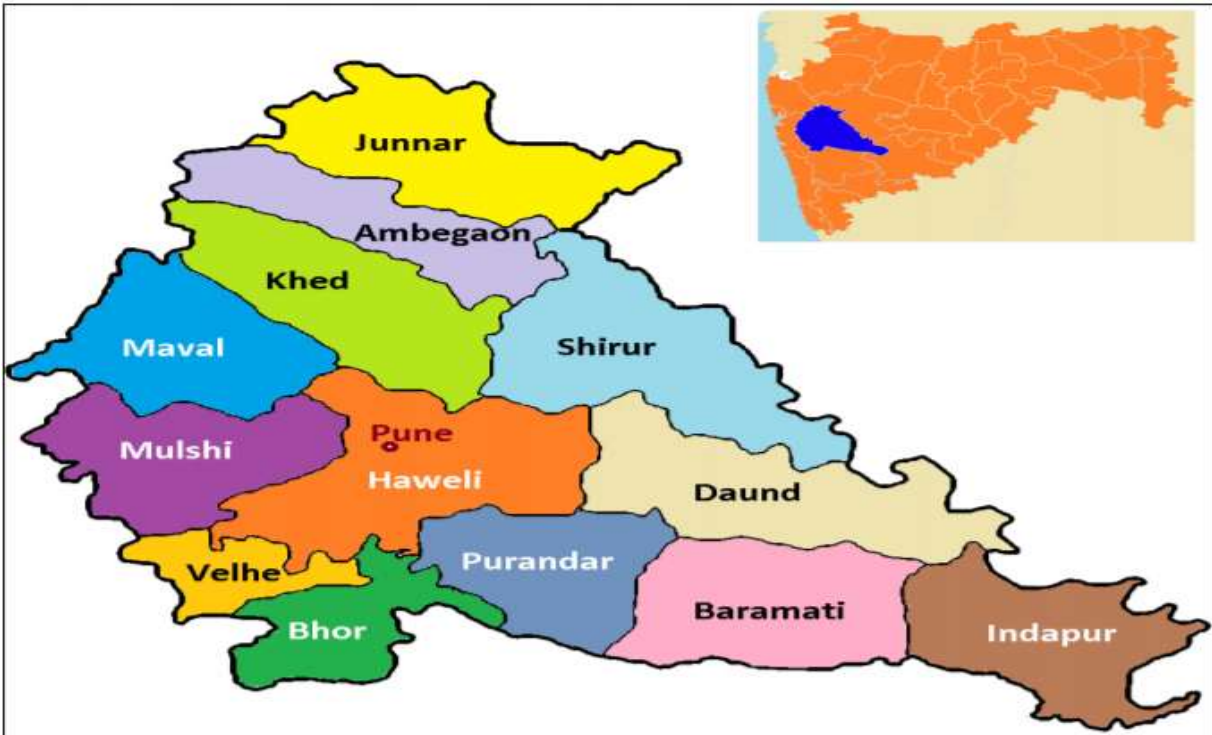 Junnar
Ambegaon
Khed
Maval
Shirur
Pune
Mulshi
Haweli
Daund
Velhe
Purandar
Bhor
Baramati
Indapur